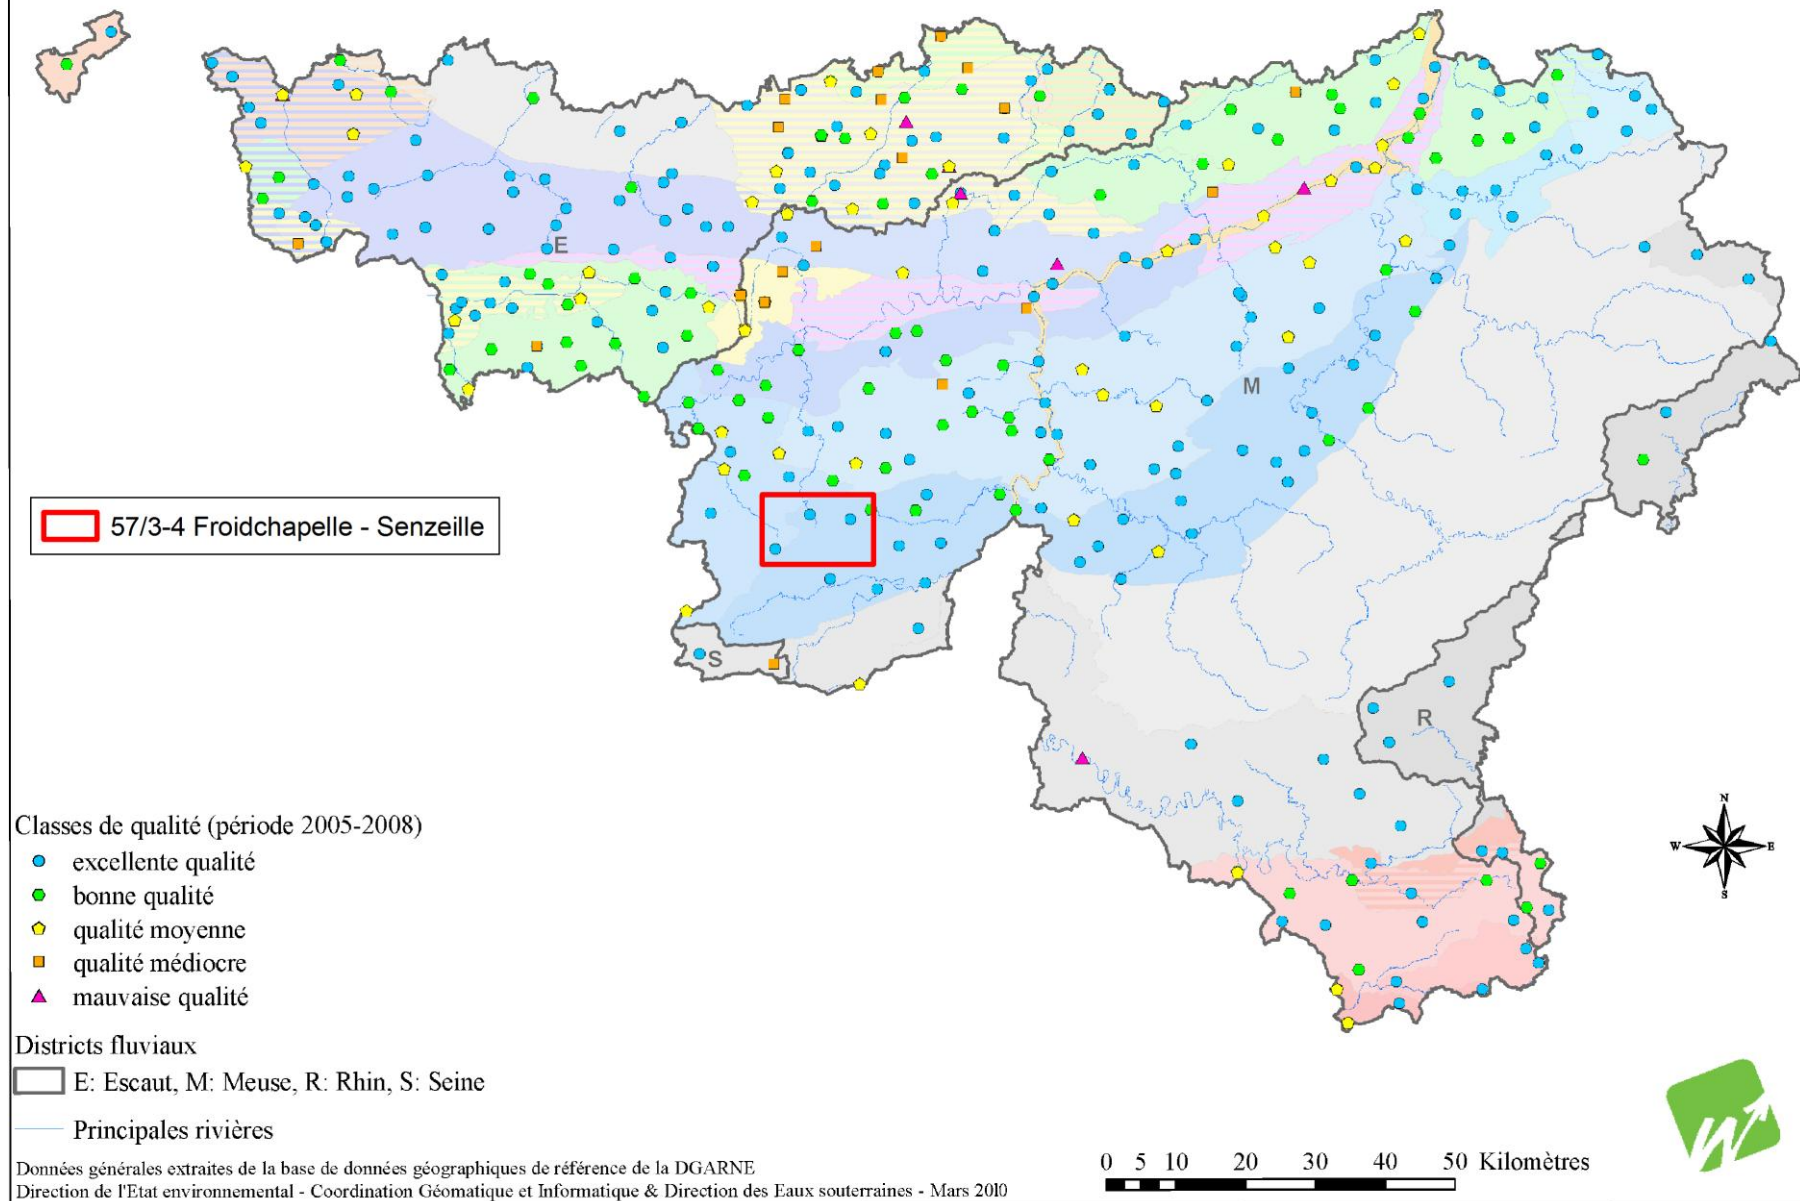 E
M
57/3-4 Froidchapelle - Senzeille
S
R
Classes de qualité (période 2005-2008)
excellente qualité
bonne qualité
qualité moyenne
qualité médiocre
mauvaise qualité
N
W
E
S
Districts fluviaux
E: Escaut, M: Meuse, R: Rhin, S: Seine
Principales rivières
0 5 10 20 30 40 50 Kilomètres
Données générales extraites de la base de données géographiques de référence de la DGARNE
Direction de l'Etat environnemental - Coordination Géomatique et Informatique & Direction des Eaux souterraines - Mars 2010
W